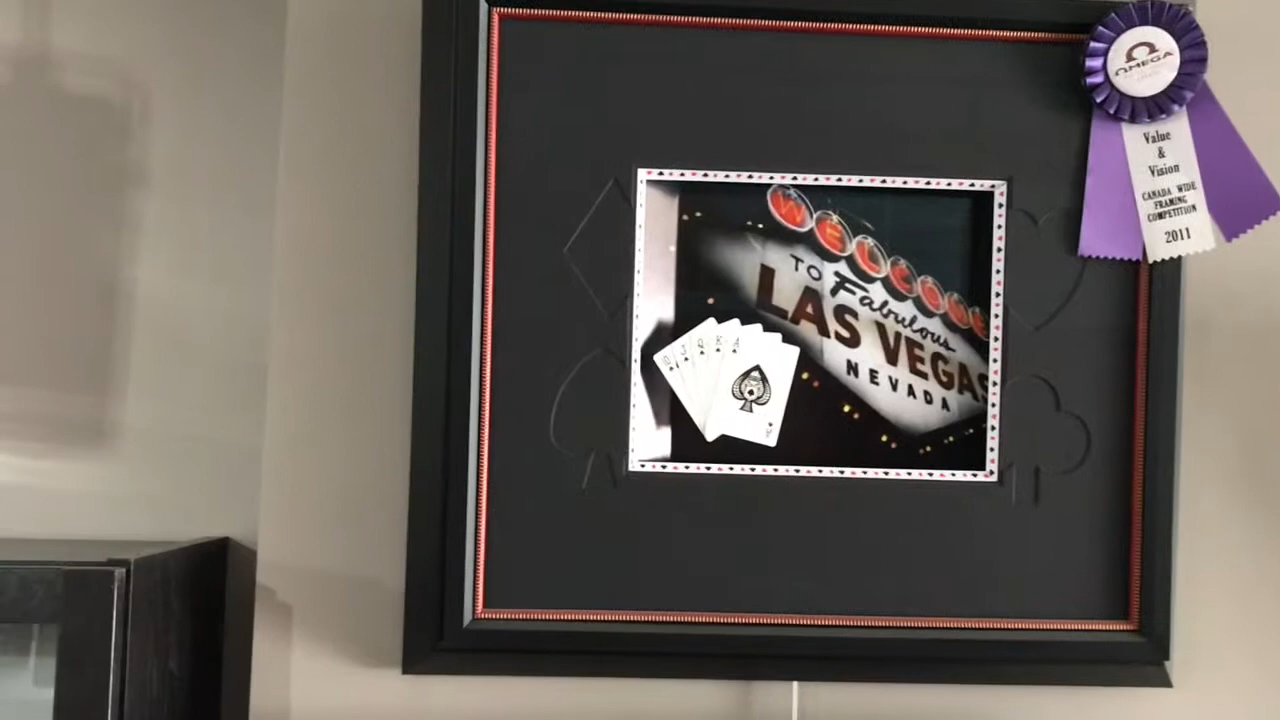 OMEGA
Value
&
Vision
CANADA WIDE
FRAMING
COMPETITION
2011
WELCOME
TO Fabulous
LAS VEGAS
NEVADA
J Q K A
A